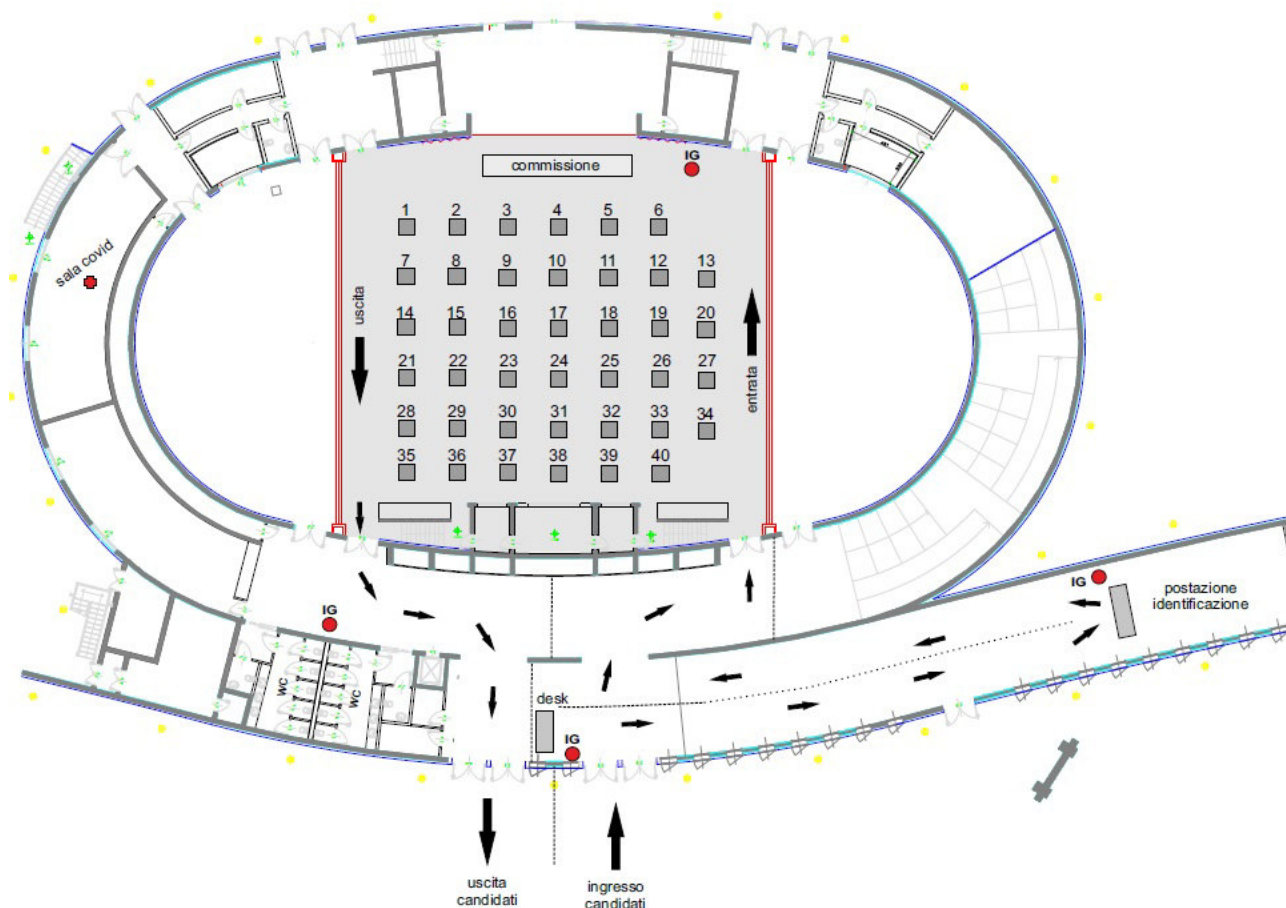 IG
commissione
1 2 3 4 5 6
7 8 9 10 11 12 13
14 15 16 17 18 19 20
21 22 23 24 25 26 27
28 29 30 31 32 33 34
35 36 37 38 39 40
sala covid
uscita
entrata
IG
postazione
identificazione
IG
WC
WC
desk
IG
uscita
candidati
ingresso
candidati